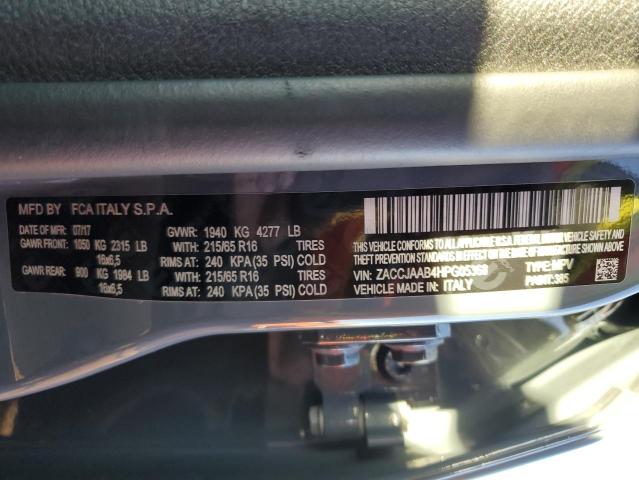 MFD BY FCA ITALY S.P.A.
DATE OF MFR: 07/17 GVWR: 1940 KG 4277 LB
GAWR FRONT: 1050 KG 2315 LB WITH: 215/65 R16 TIRES
16x6,5 RIMS AT: 240 KPA(35 PSI) COLD
GAWR REAR: 900 KG 1984 LB WITH: 215/65 R16 TIRES
16x6,5 RIMS AT: 240 KPA(35 PSI) COLD
THIS VEHICLE CONFORMS TO ALL APPLICABLE U.S.A. FEDERAL MOTOR VEHICLE SAFETY, BUMPER, AND
THEFT PREVENTION STANDARDS IN EFFECT ON THE DATE OF MANUFACTURE SHOWN ABOVE.
VIN: TYPE: MPV
VEHICLE MADE IN: ITALY PAINT: 385